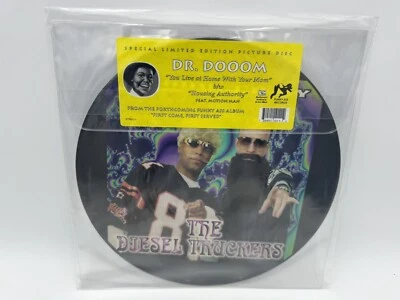 SPECIAL LIMITED EDITION PICTURE DISC
DR. DOOOM
"You Live at Home With Your Mom"
b/w
"Housing Authority"
FEAT. MOTION MAN
FROM THE FORTHCOMING FUNKY ASS ALBUM
"FIRST COME, FIRST SERVED"
Y
8
THE
DIESEL TRUCKERS